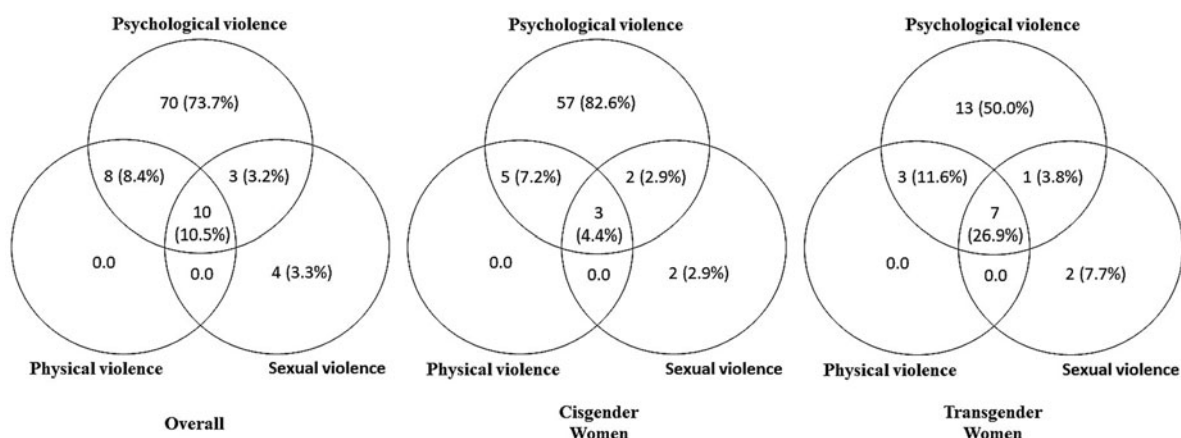 Psychological violence
70 (73.7%)
8 (8.4%)
3 (3.2%)
10
(10.5%)
0.0
0.0
4 (3.3%)
Physical violence
Sexual violence
Overall
Psychological violence
57 (82.6%)
5 (7.2%)
2 (2.9%)
3
(4.4%)
0.0
0.0
2 (2.9%)
Physical violence
Sexual violence
Cisgender
Women
Psychological violence
13 (50.0%)
3 (11.6%)
1 (3.8%)
7
(26.9%)
0.0
0.0
2 (7.7%)
Physical violence
Sexual violence
Transgender
Women